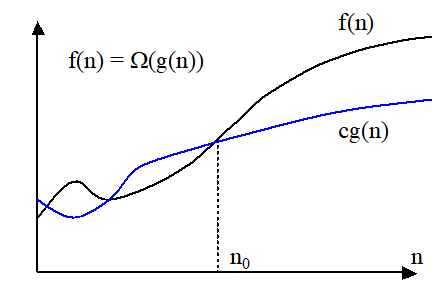 f(n)
f(n) = Ω(g(n))
cg(n)
n₀
n